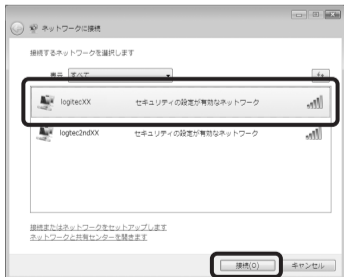 ネットワークに接続
接続するネットワークを選択します
表示 すべて
logitecXX セキュリティの設定が有効なネットワーク
logtec2ndXX セキュリティの設定が有効なネットワーク
接続またはネットワークをセットアップします
ネットワークと共有センターを開きます
接続(O) キャンセル